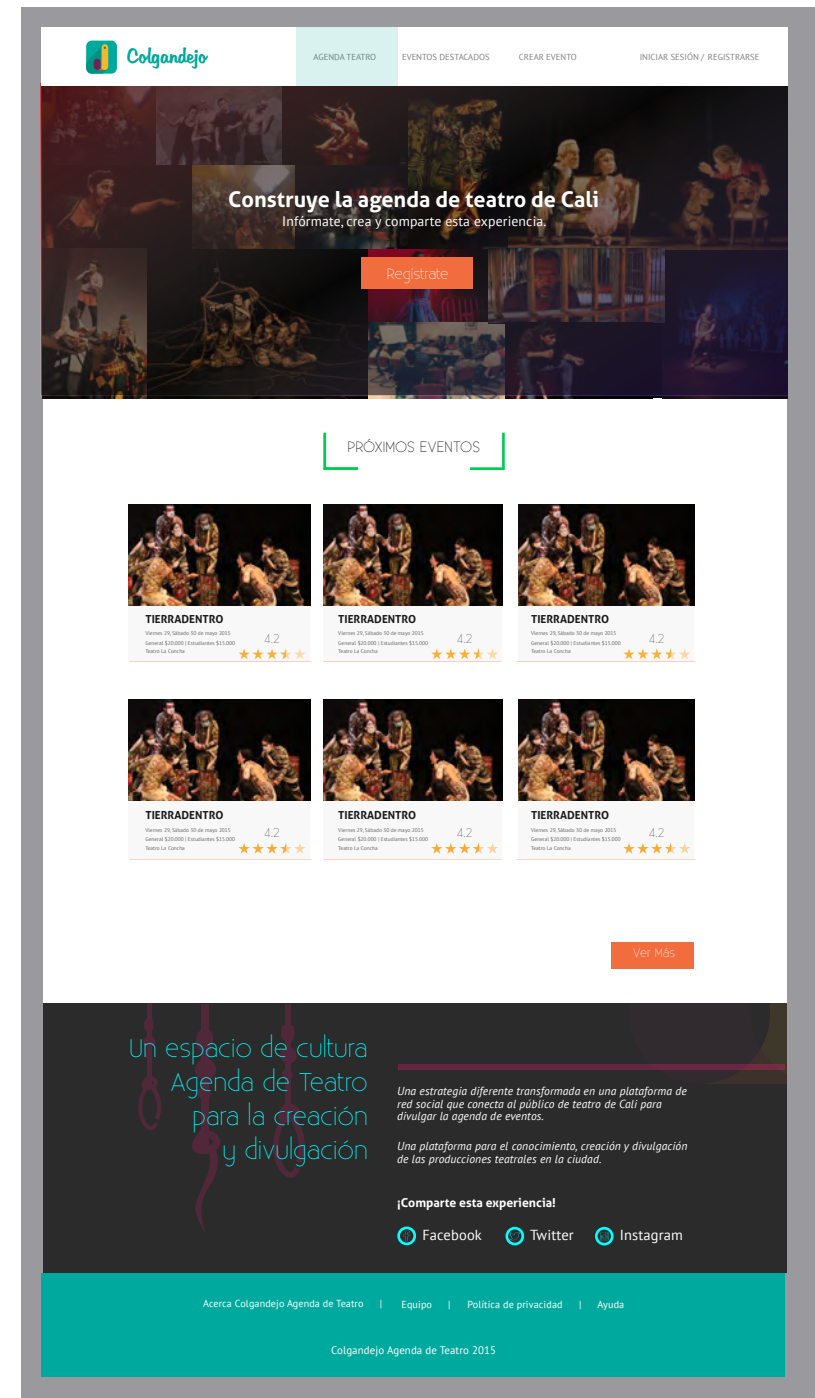 Colgandejo
AGENDA TEATRO
EVENTOS DESTACADOS
CREAR EVENTO
INICIAR SESIÓN / REGISTRARSE
Construye la agenda de teatro de Cali
Infórmate, crea y comparte esta experiencia.
Regístrate
PRÓXIMOS EVENTOS
TIERRADENTRO
Viernes 29, Sábado 30 de mayo 2015
General $20.000 | Estudiantes $15.000
Teatro La Concha
4.2
TIERRADENTRO
Viernes 29, Sábado 30 de mayo 2015
General $20.000 | Estudiantes $15.000
Teatro La Concha
4.2
TIERRADENTRO
Viernes 29, Sábado 30 de mayo 2015
General $20.000 | Estudiantes $15.000
Teatro La Concha
4.2
TIERRADENTRO
Viernes 29, Sábado 30 de mayo 2015
General $20.000 | Estudiantes $15.000
Teatro La Concha
4.2
TIERRADENTRO
Viernes 29, Sábado 30 de mayo 2015
General $20.000 | Estudiantes $15.000
Teatro La Concha
4.2
TIERRADENTRO
Viernes 29, Sábado 30 de mayo 2015
General $20.000 | Estudiantes $15.000
Teatro La Concha
4.2
Ver Más
Un espacio de cultura
Agenda de Teatro
para la creación
y divulgación
Una estrategia diferente transformada en una plataforma de
red social que conecta al público de teatro de Cali para
divulgar la agenda de eventos.
Una plataforma para el conocimiento, creación y divulgación
de las producciones teatrales en la ciudad.
¡Comparte esta experiencia!
Facebook
Twitter
Instagram
Acerca Colgandejo Agenda de Teatro | Equipo | Política de privacidad | Ayuda
Colgandejo Agenda de Teatro 2015